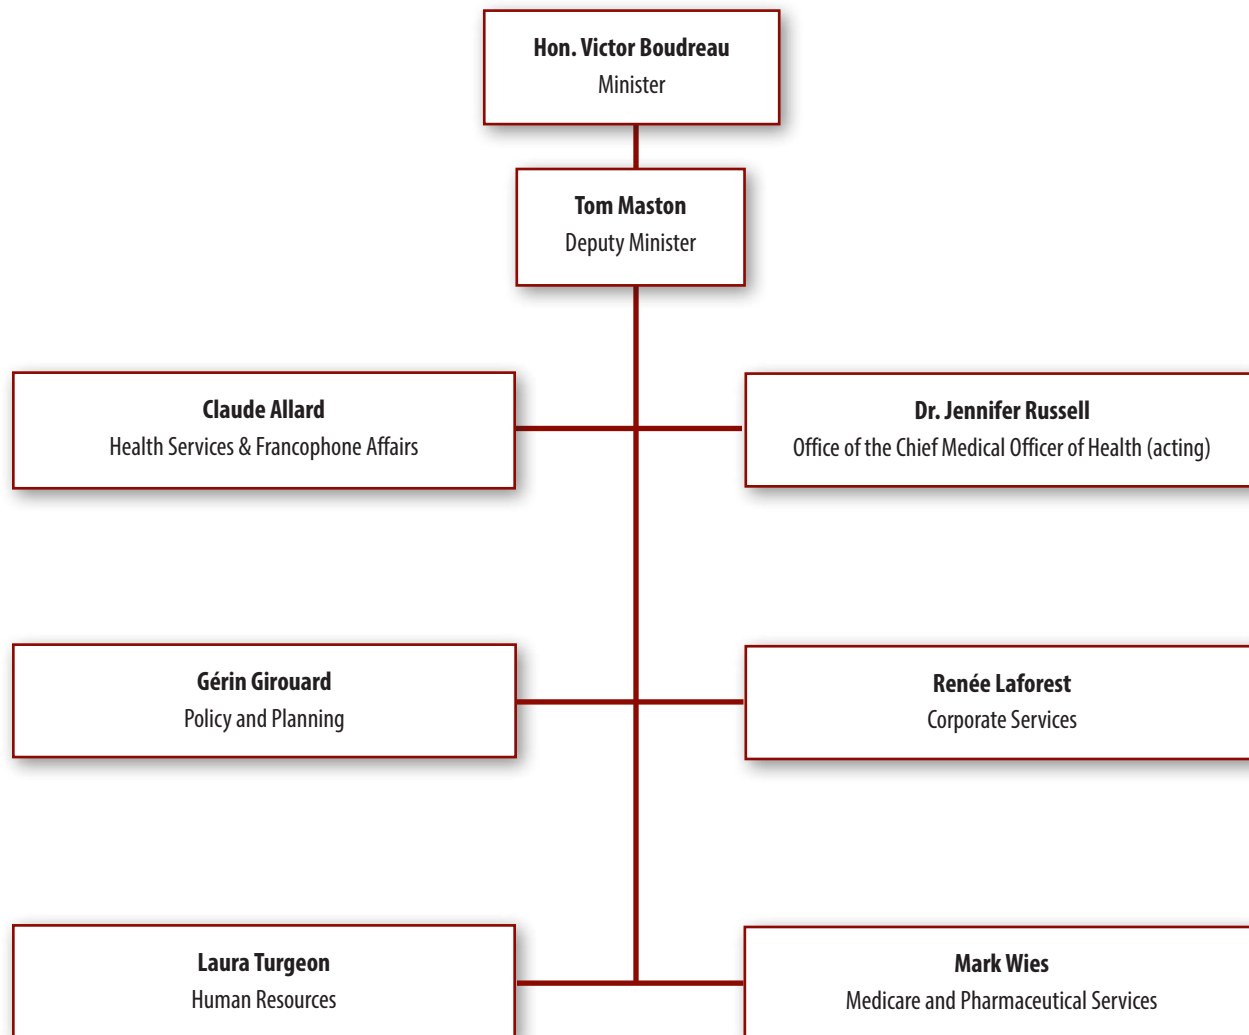 Hon. Victor Boudreau
Minister
Tom Maston
Deputy Minister
Claude Allard
Health Services & Francophone Affairs
Dr. Jennifer Russell
Office of the Chief Medical Officer of Health (acting)
Gérin Girouard
Policy and Planning
Renée Laforest
Corporate Services
Laura Turgeon
Human Resources
Mark Wies
Medicare and Pharmaceutical Services